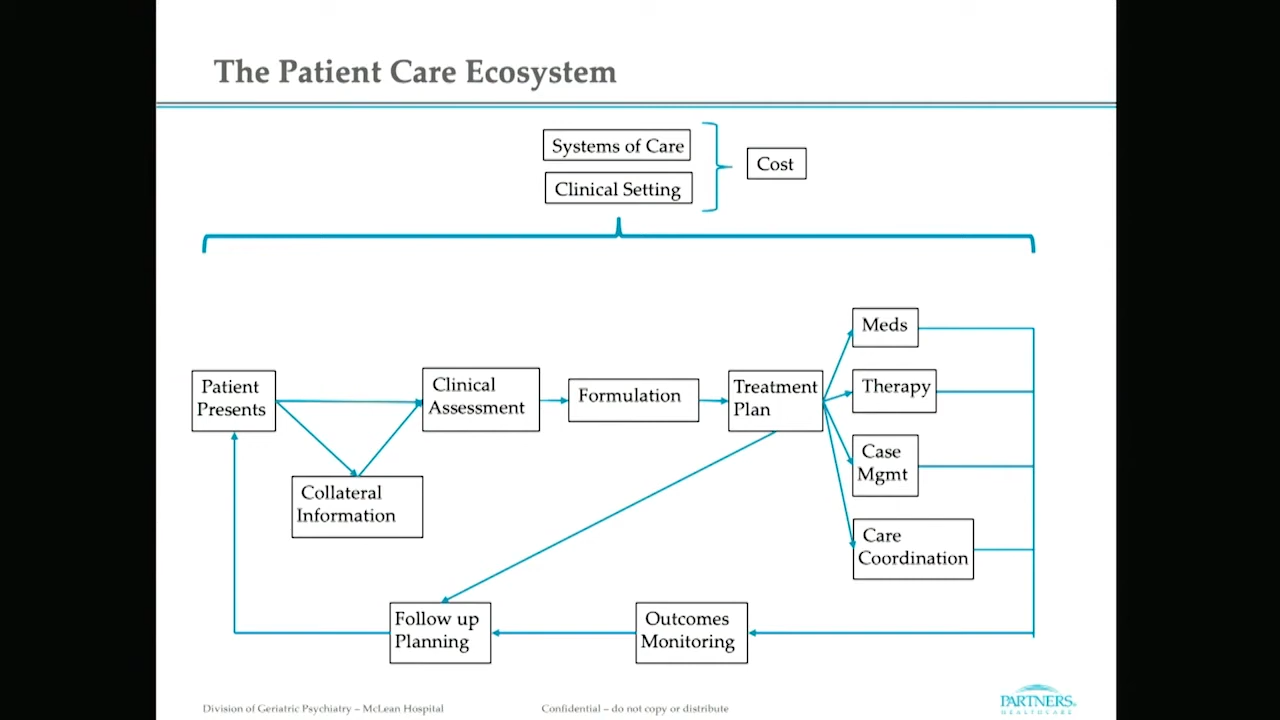 The Patient Care Ecosystem
Systems of Care
Clinical Setting
Cost
Patient
Presents
Collateral
Information
Clinical
Assessment
Formulation
Treatment
Plan
Meds
Therapy
Case
Mgmt
Care
Coordination
Follow up
Planning
Outcomes
Monitoring
Division of Geriatric Psychiatry – McLean Hospital
Confidential – do not copy or distribute
PARTNERS.
HEALTHCARE